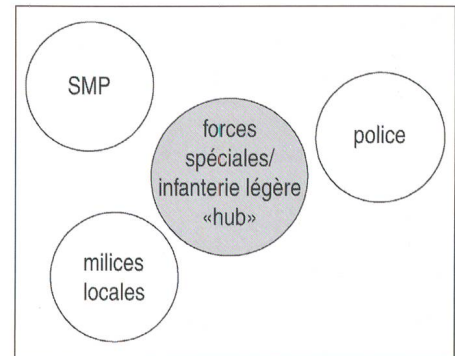 SMP
forces
spéciales/
infanterie légère
«hub»
police
milices
locales